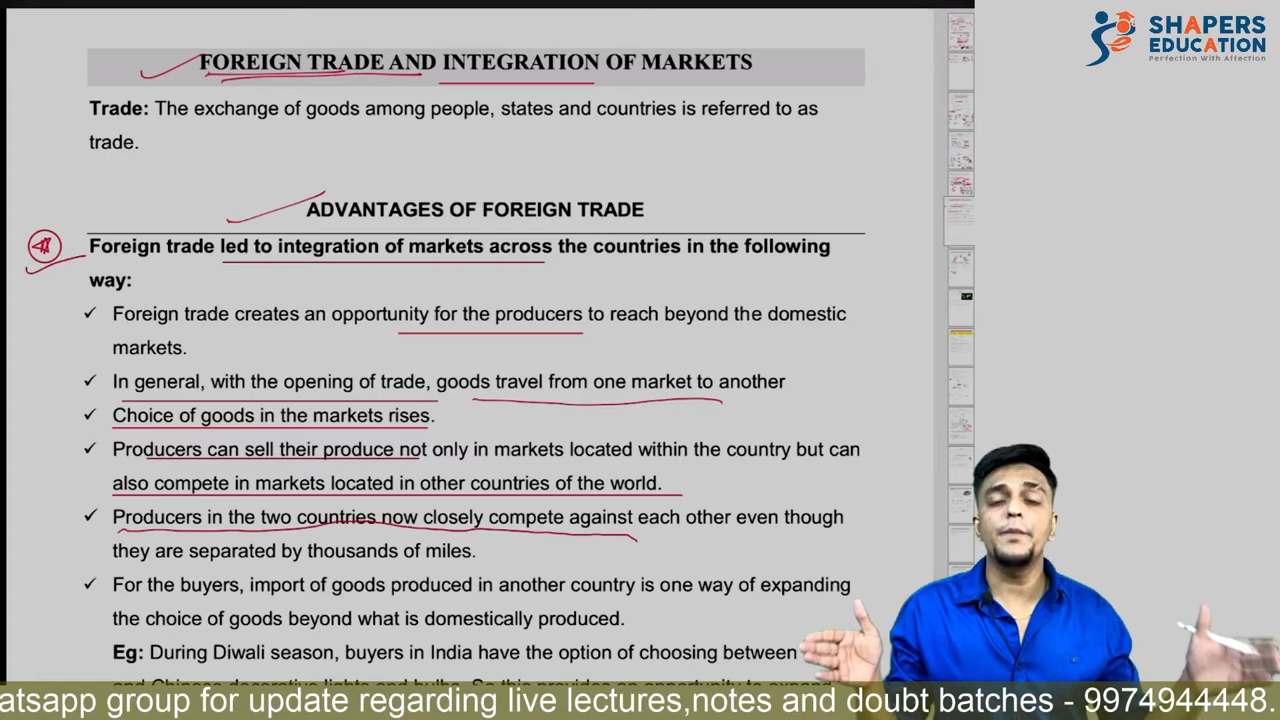 SHAPERS
EDUCATION
Perfection With Affection
FOREIGN TRADE AND INTEGRATION OF MARKETS
Trade: The exchange of goods among people, states and countries is referred to as
trade.
ADVANTAGES OF FOREIGN TRADE
Foreign trade led to integration of markets across the countries in the following
way:
✓ Foreign trade creates an opportunity for the producers to reach beyond the domestic
markets.
✓ In general, with the opening of trade, goods travel from one market to another
✓ Choice of goods in the markets rises.
✓ Producers can sell their produce not only in markets located within the country but can
also compete in markets located in other countries of the world.
✓ Producers in the two countries now closely compete against each other even though
they are separated by thousands of miles.
✓ For the buyers, import of goods produced in another country is one way of expanding
the choice of goods beyond what is domestically produced.
Eg: During Diwali season, buyers in India have the option of choosing between
atsapp group for update regarding live lectures,notes and doubt batches - 9974944448.